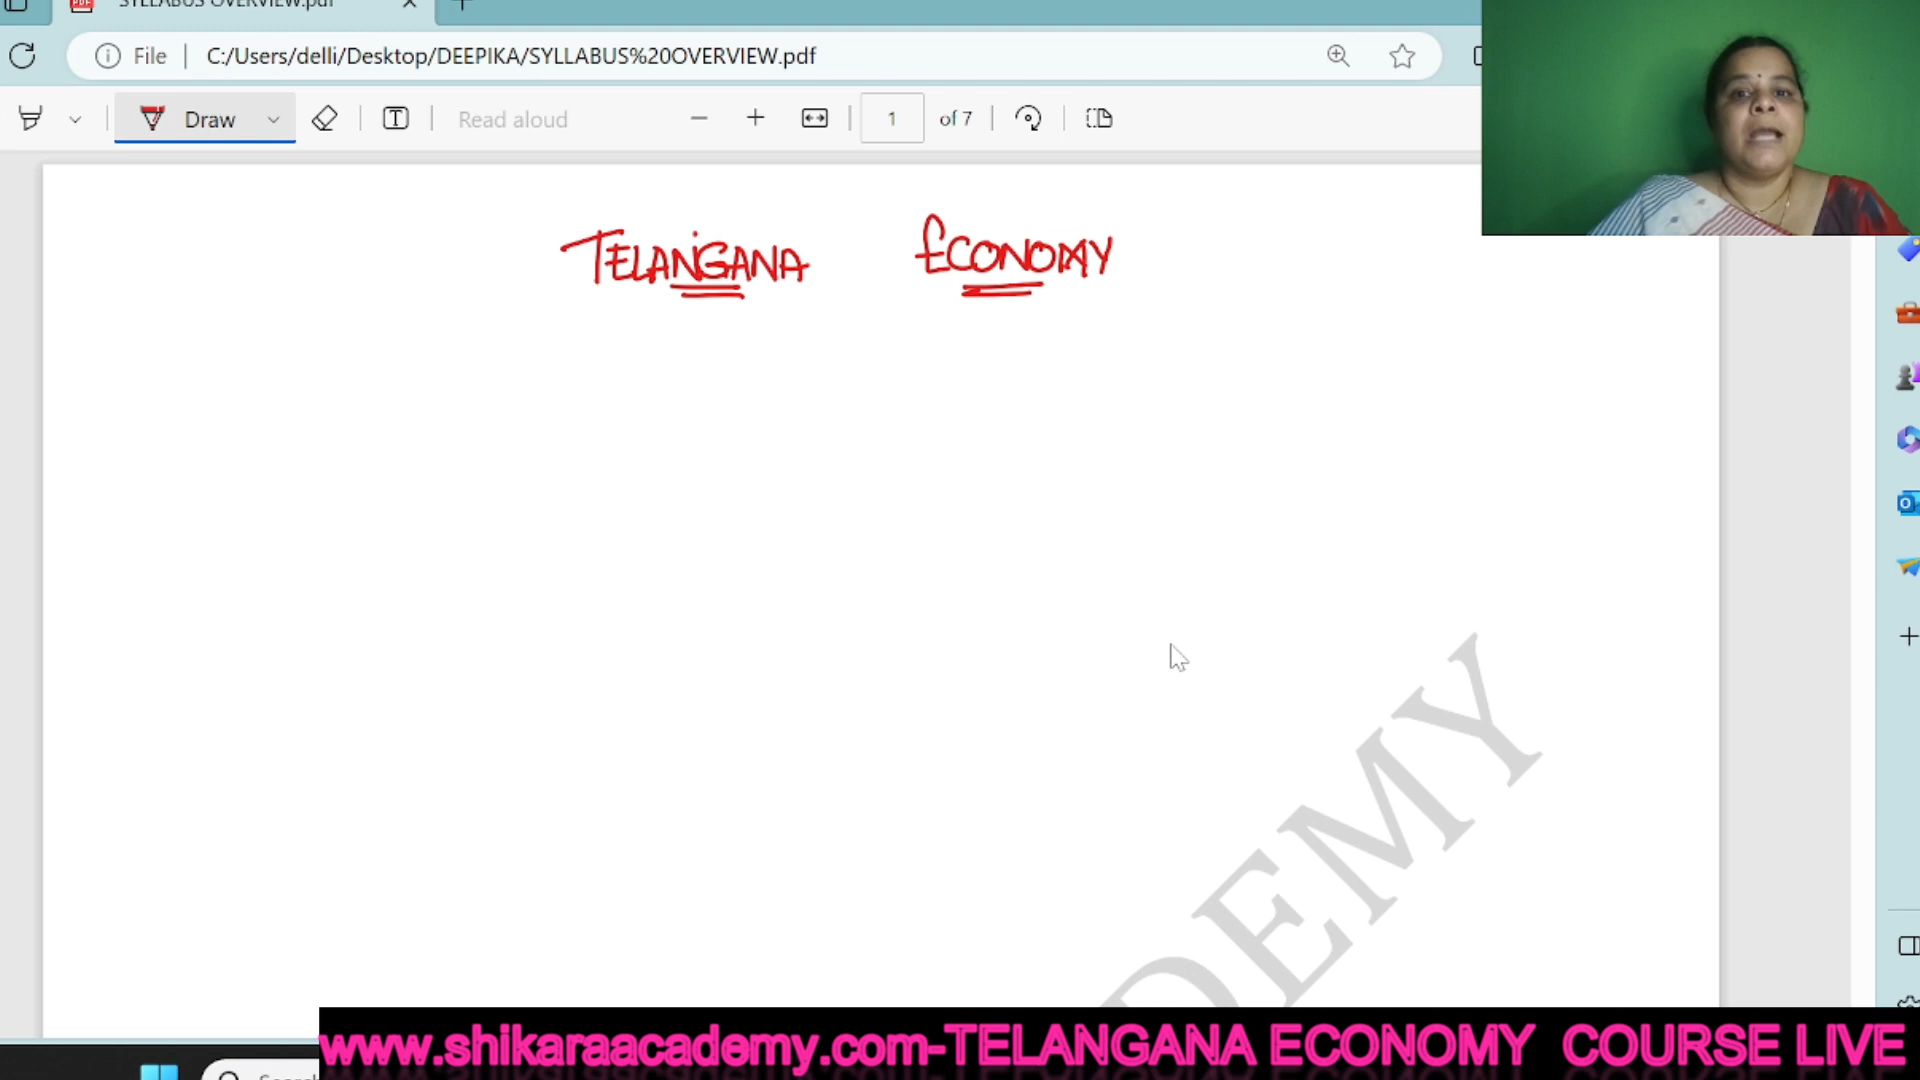 SYLLABUS OVERVIEW.pdf
File
C:/Users/delli/Desktop/DEEPIKA/SYLLABUS%20OVERVIEW.pdf
Draw
Read aloud
1 of 7
TELANGANA ECONOMY
DEMY
www.shikaraacademy.com-TELANGANA ECONOMY COURSE LIVE
Search